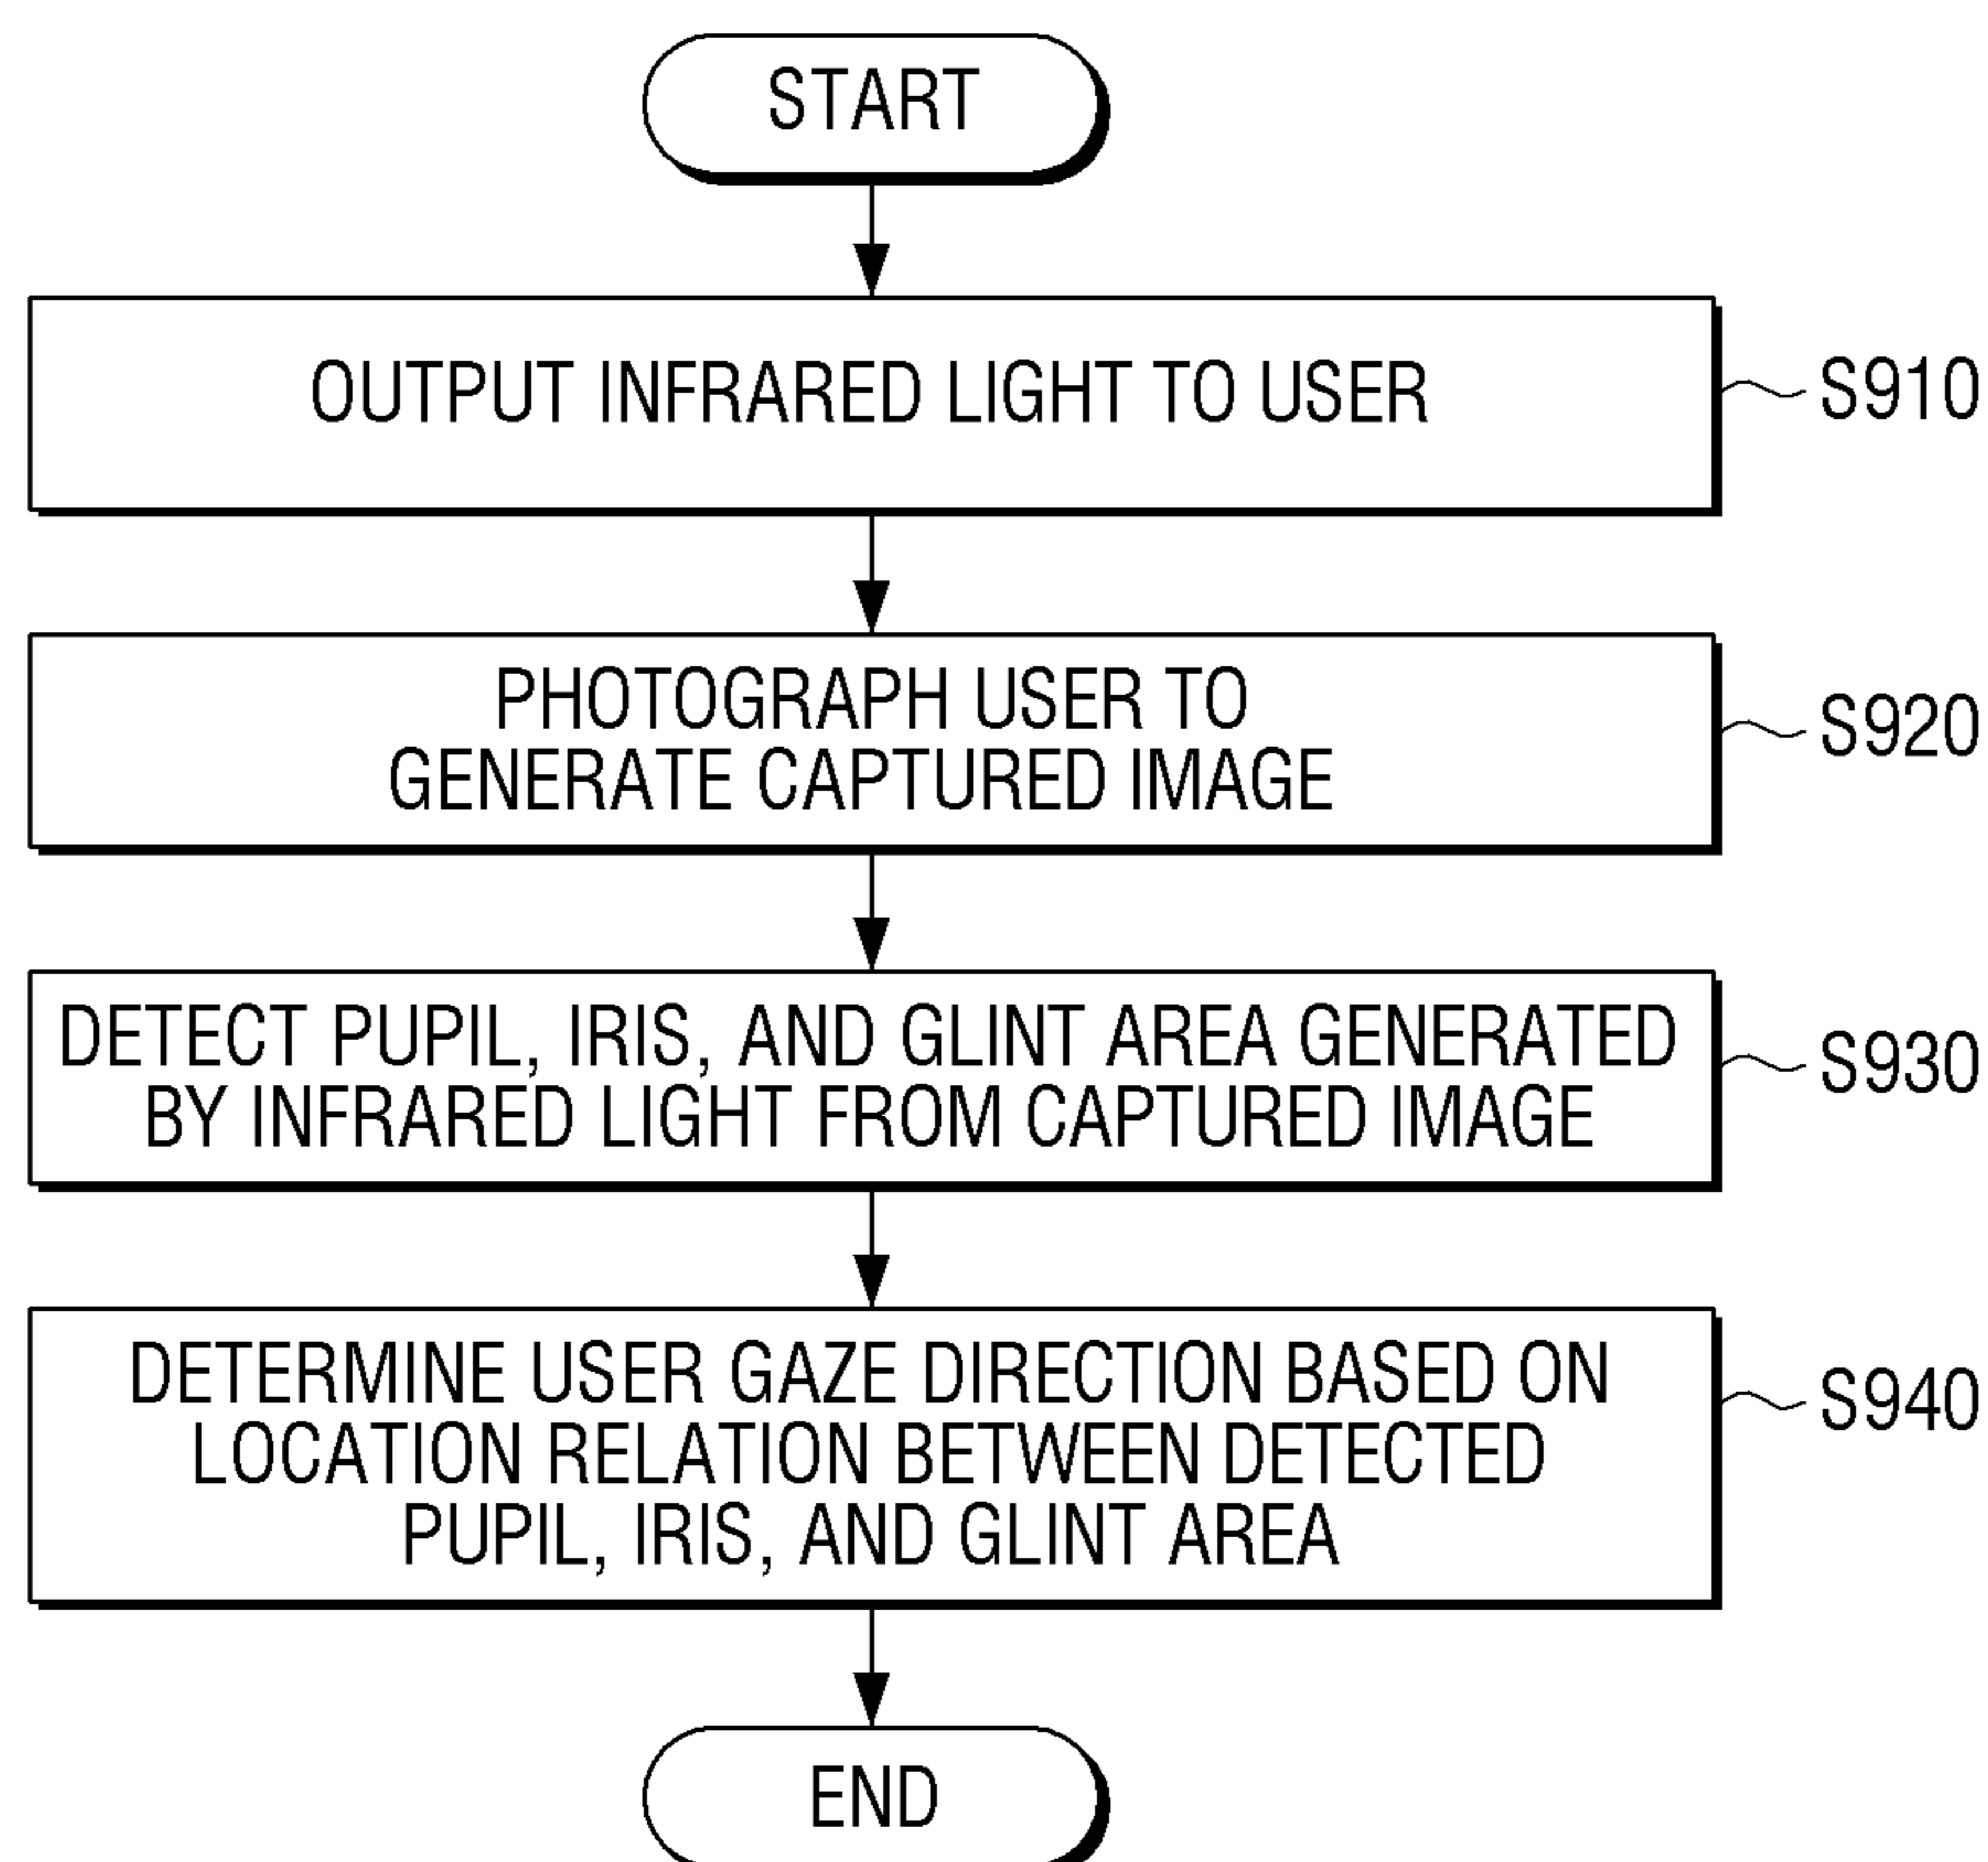 START
OUTPUT INFRARED LIGHT TO USER
S910
PHOTOGRAPH USER TO
GENERATE CAPTURED IMAGE
S920
DETECT PUPIL, IRIS, AND GLINT AREA GENERATED
BY INFRARED LIGHT FROM CAPTURED IMAGE
S930
DETERMINE USER GAZE DIRECTION BASED ON
LOCATION RELATION BETWEEN DETECTED
PUPIL, IRIS, AND GLINT AREA
S940
END